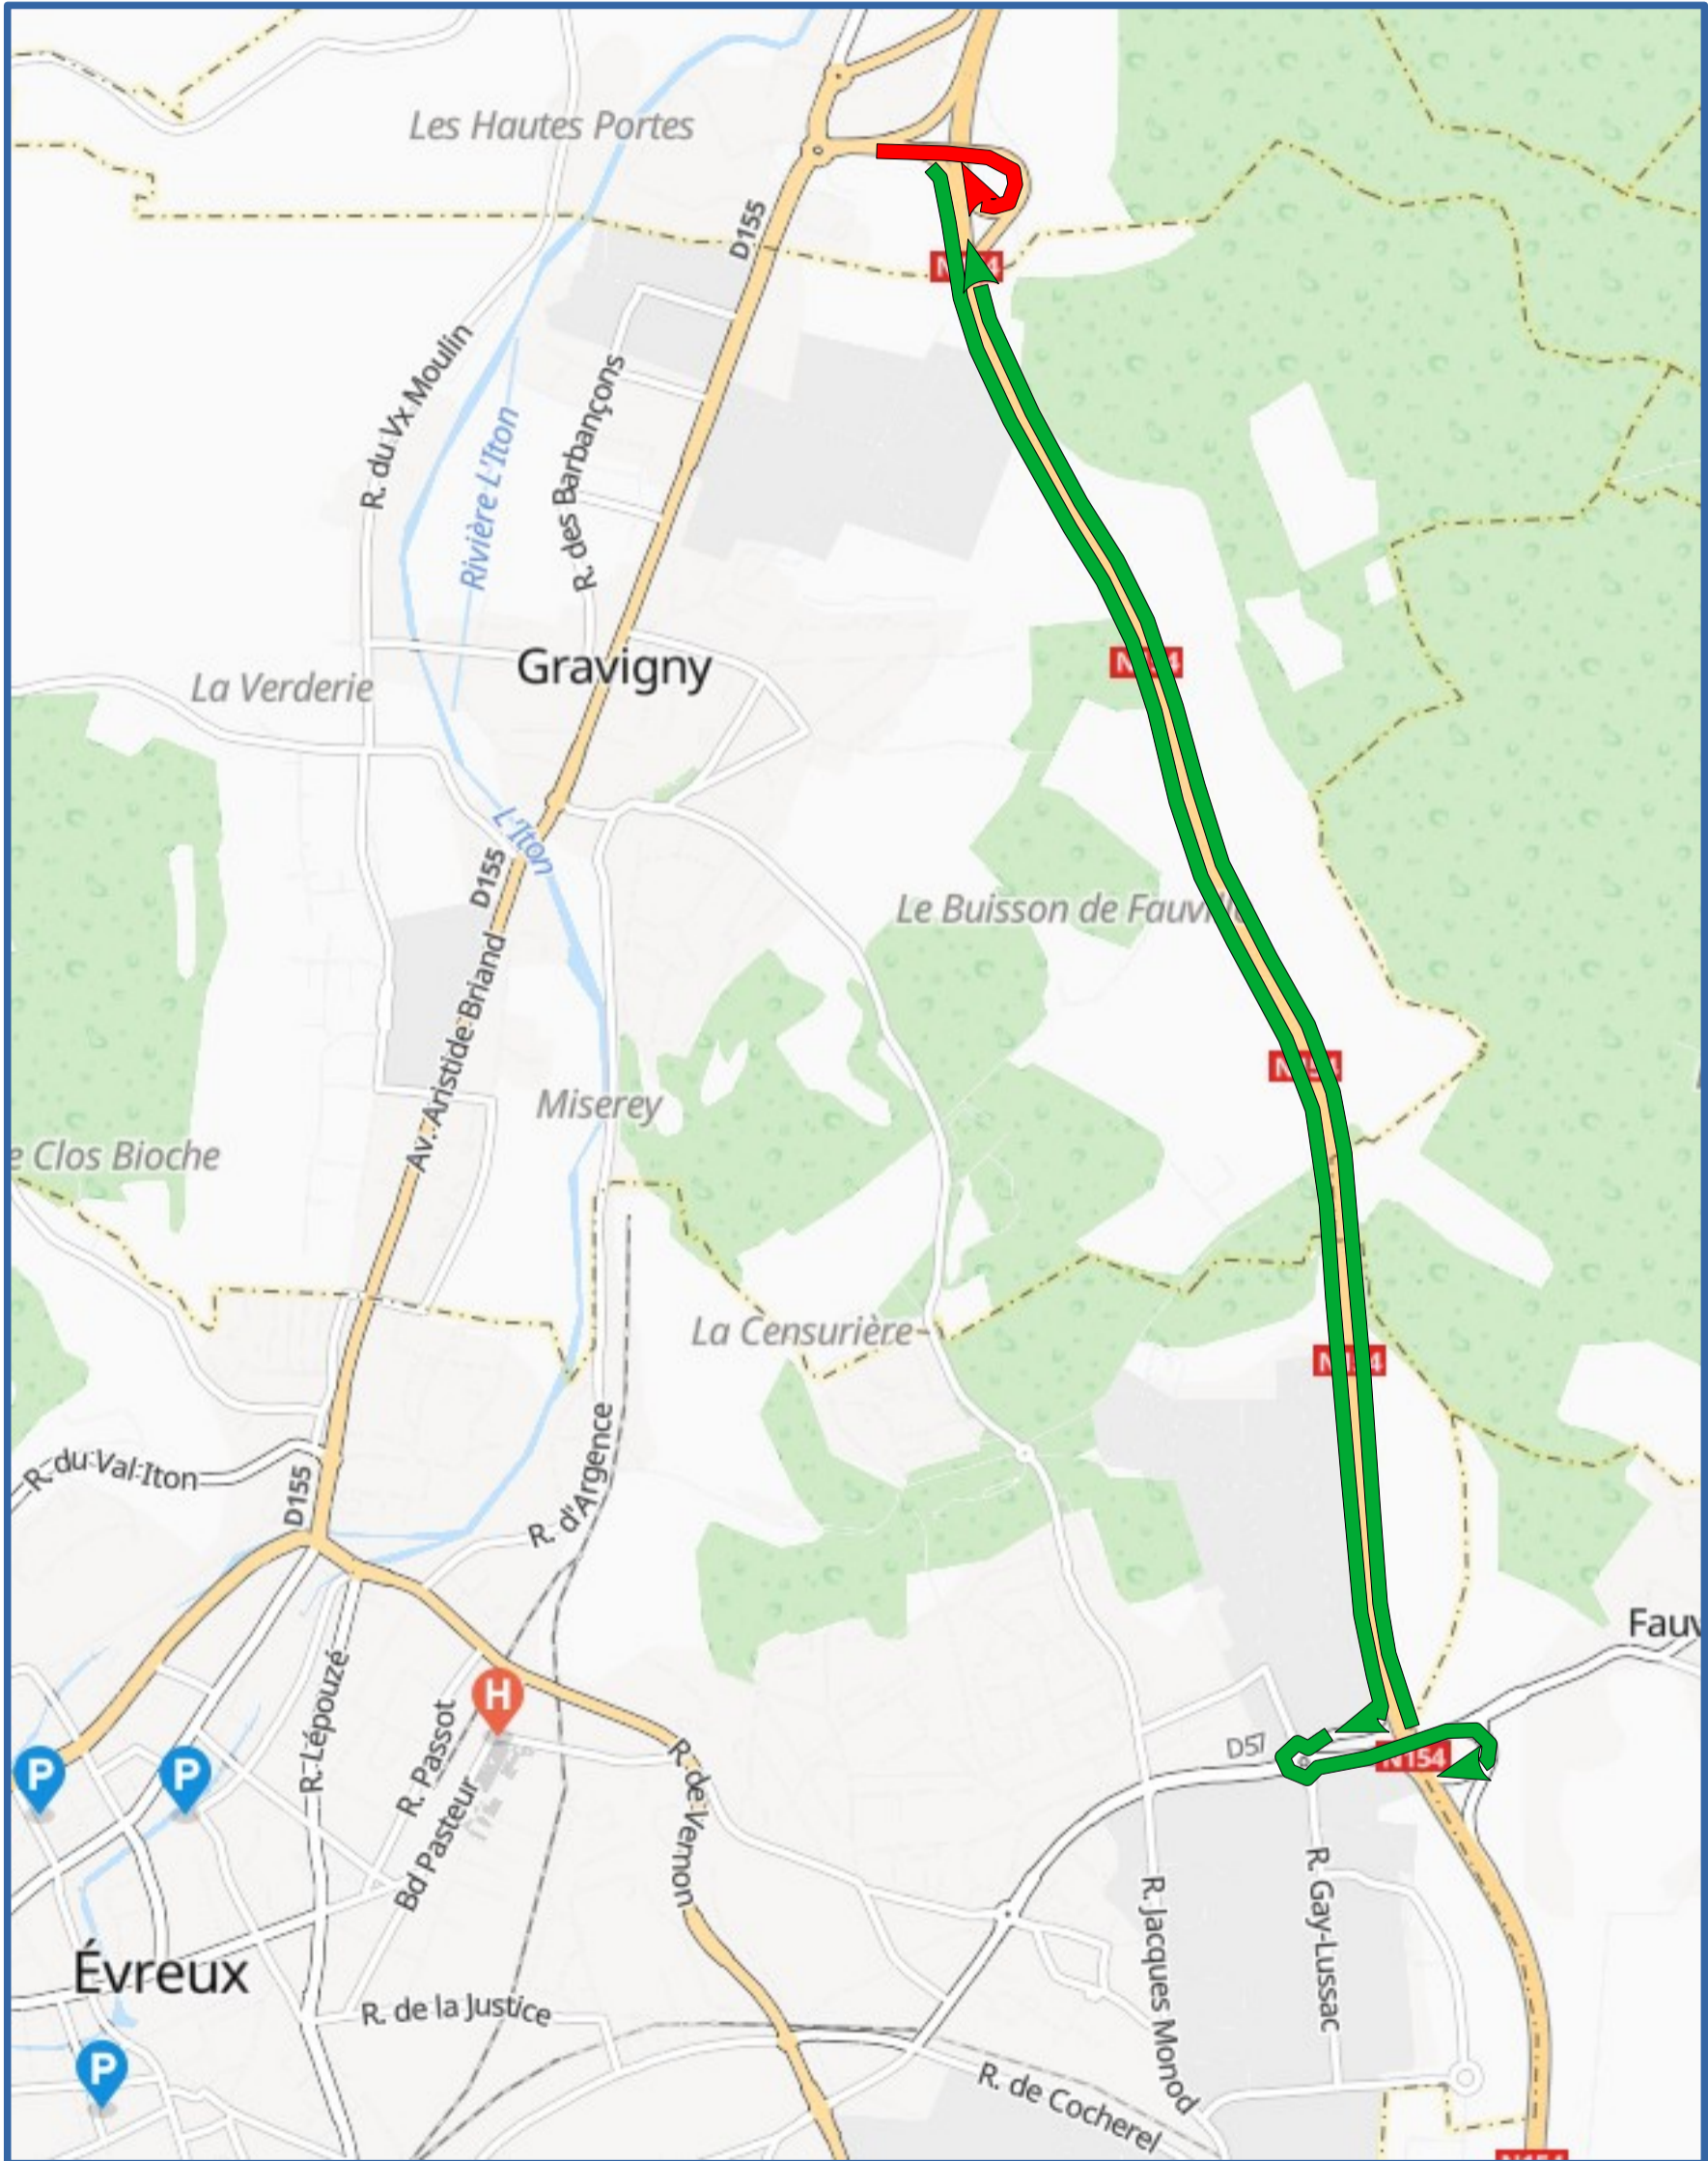 Les Hautes Portes
D155
R. du Vx Moulin
Rivière L'Iton
R. des Barbançons
Gravigny
La Verderie
L'Iton
D155
Le Buisson de Fauvill
Av. Aristide Briand
N154
Miserey
e Clos Bioche
La Censurière
R. d'Argence
R. du Val Iton
D155
Fauv
H
R. Lépouzé
R. Passot
D57
N154
P
P
R. de Vernon
Bd Pasteur
R. Gay-Lussac
R. Jacques Monod
Évreux
R. de la Justice
P
R. de Cocherel